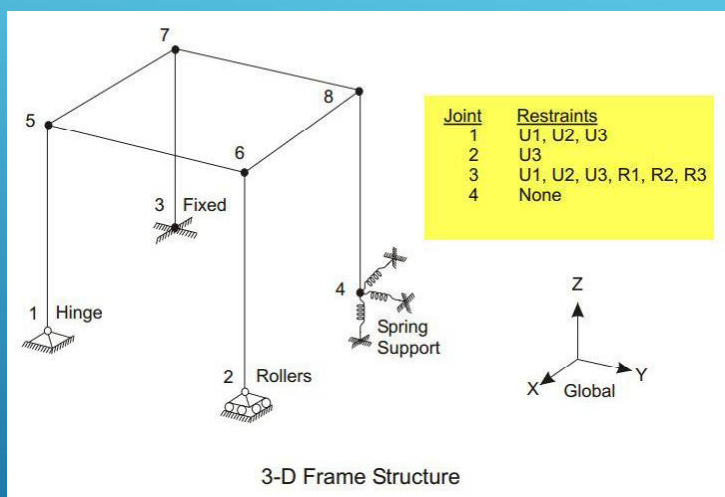 7
8
5
6
3 Fixed
4
1 Hinge
Spring
Support
2 Rollers
Joint Restraints
1 U1, U2, U3
2 U3
3 U1, U2, U3, R1, R2, R3
4 None
Z
X
Y
Global
3-D Frame Structure